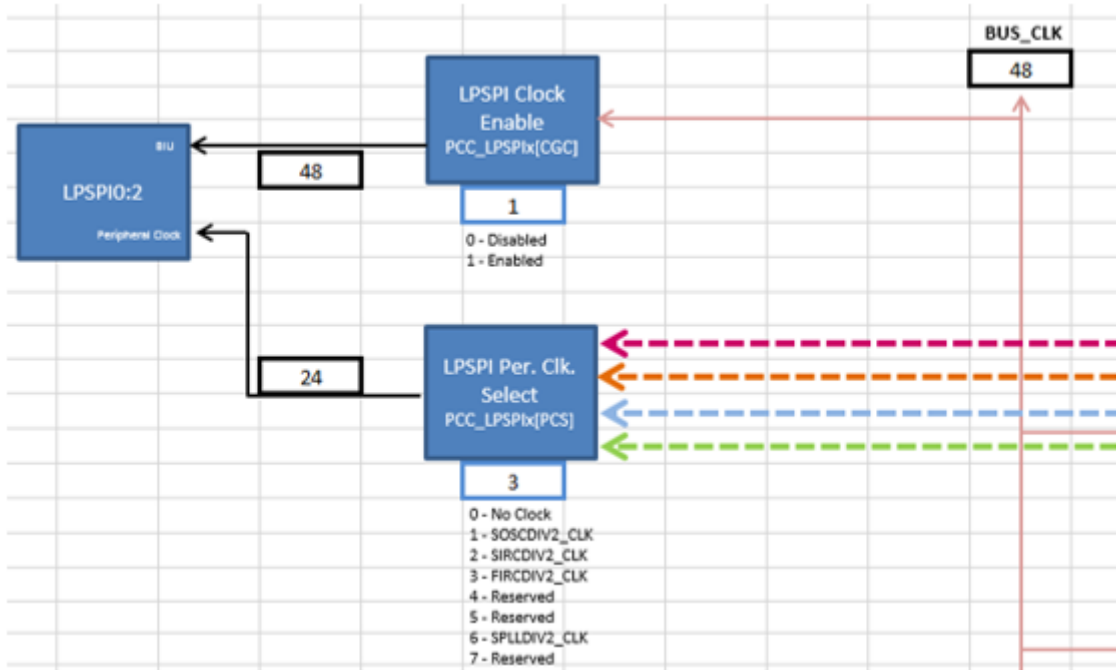 BUS_CLK
48
LPSPI Clock
Enable
PCC_LPSPIx[CGC]
BIU
48
LPSPI0:2
1
Peripheral Clock
0 - Disabled
1 - Enabled
LPSPI Per. Clk.
Select
PCC_LPSPIx[PCS]
24
3
0 - No Clock
1 - SOSCDIV2_CLK
2 - SIRCDIV2_CLK
3 - FIRCDIV2_CLK
4 - Reserved
5 - Reserved
6 - SPLLDIV2_CLK
7 - Reserved